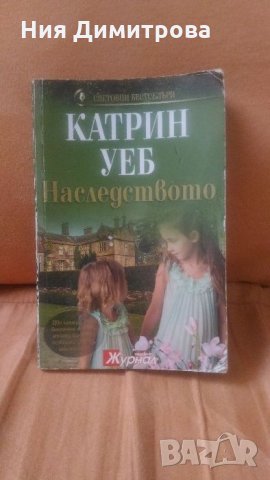 Ния Димитрова
СВЕТОВНИ БЕСТСЕЛЪРИ
КАТРИН
УЕБ
Наследството
Журнал
BAZAR.BG